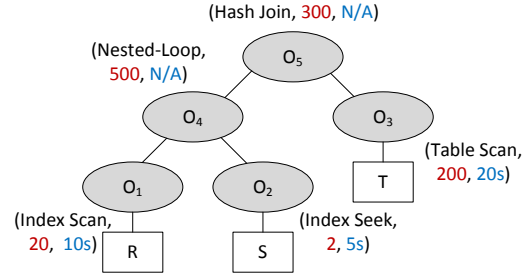 (Hash Join, 300, N/A)
O5
(Nested-Loop,
500, N/A)
O4
O3
(Table Scan,
200, 20s)
T
O1
O2
(Index Scan,
20, 10s)
R
(Index Seek,
2, 5s)
S